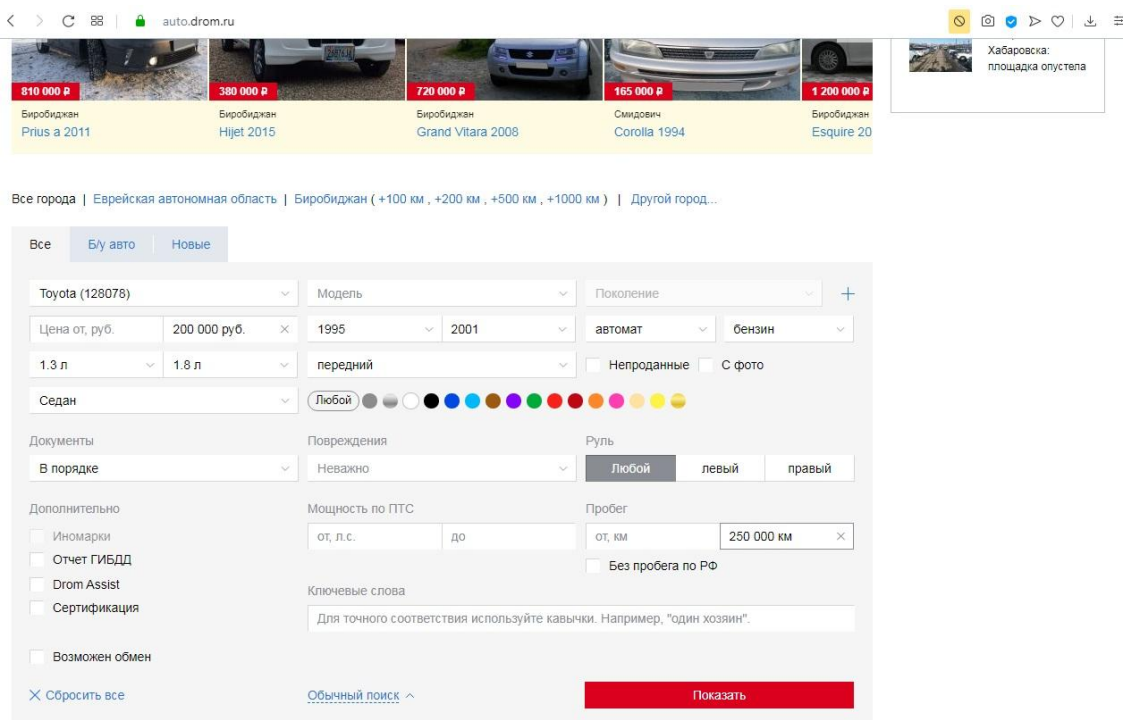 auto.drom.ru
Хабаровска:
площадка опустела
810 000 ₽
380 000 ₽
720 000 ₽
165 000 ₽
1 200 000 ₽
Биробиджан
Биробиджан
Биробиджан
Смидович
Биробиджан
Prius a 2011
Hijet 2015
Grand Vitara 2008
Corolla 1994
Esquire 20
Все города | Еврейская автономная область | Биробиджан ( +100 км , +200 км , +500 км , +1000 км ) | Другой город...
Все Б/у авто Новые
Toyota (128078) Модель Поколение +
Цена от, руб. 200 000 руб. × 1995 2001 автомат бензин
1.3 л 1.8 л передний Непроданные С фото
Седан Любой
Документы Повреждения Руль
В порядке Неважно Любой левый правый
Дополнительно Мощность по ПТС Пробег
Иномарки от, л.с. до от, км 250 000 км ×
Отчет ГИБДД Без пробега по РФ
Drom Assist
Ключевые слова
Сертификация
Для точного соответствия используйте кавычки. Например, "один хозяин".
Возможен обмен
× Сбросить все Обычный поиск Показать